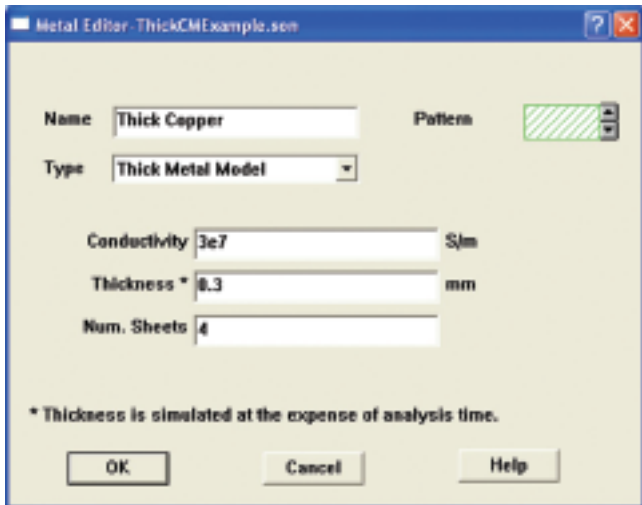 Metal Editor-ThickCMExample.son
Name Thick Copper Pattern
Type Thick Metal Model
Conductivity 3e7 S/m
Thickness * 0.3 mm
Num. Sheets 4
* Thickness is simulated at the expense of analysis time.
OK Cancel Help